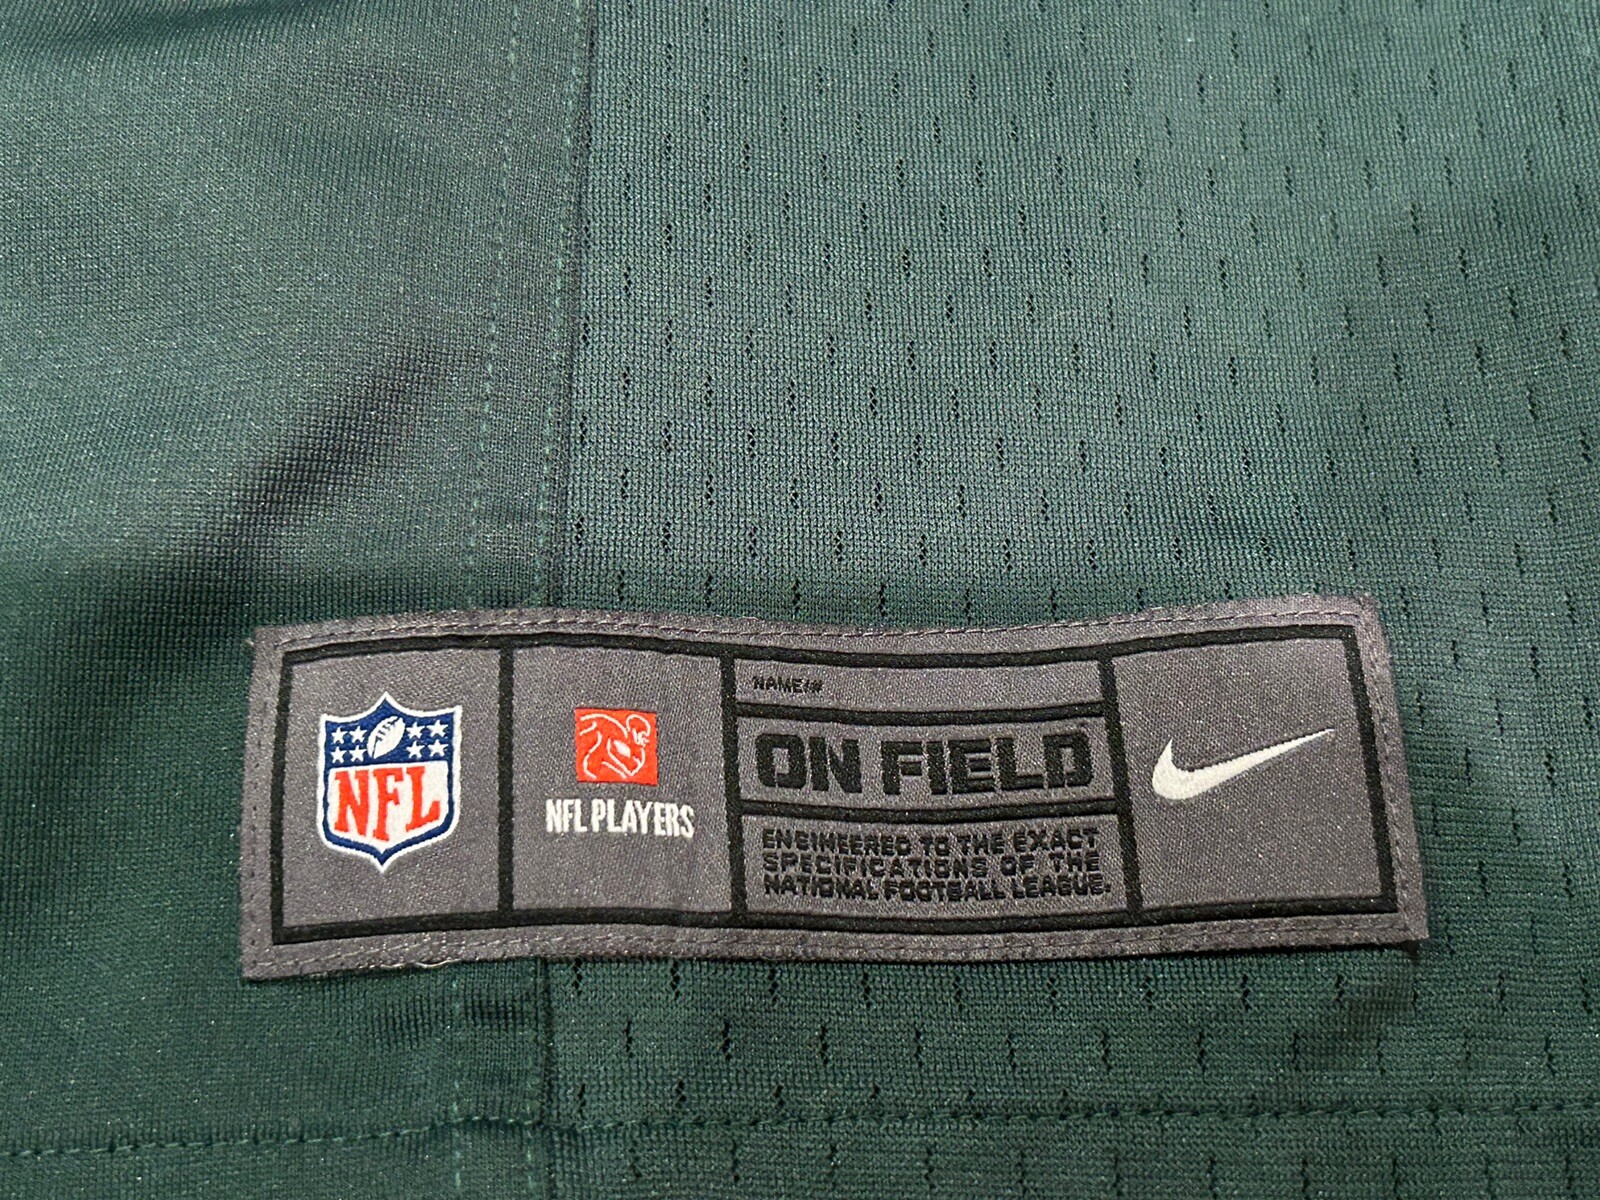 NFL
NFL PLAYERS
NAME/#
ON FIELD
ENGINEERED TO THE EXACT
SPECIFICATIONS OF THE
NATIONAL FOOTBALL LEAGUE.